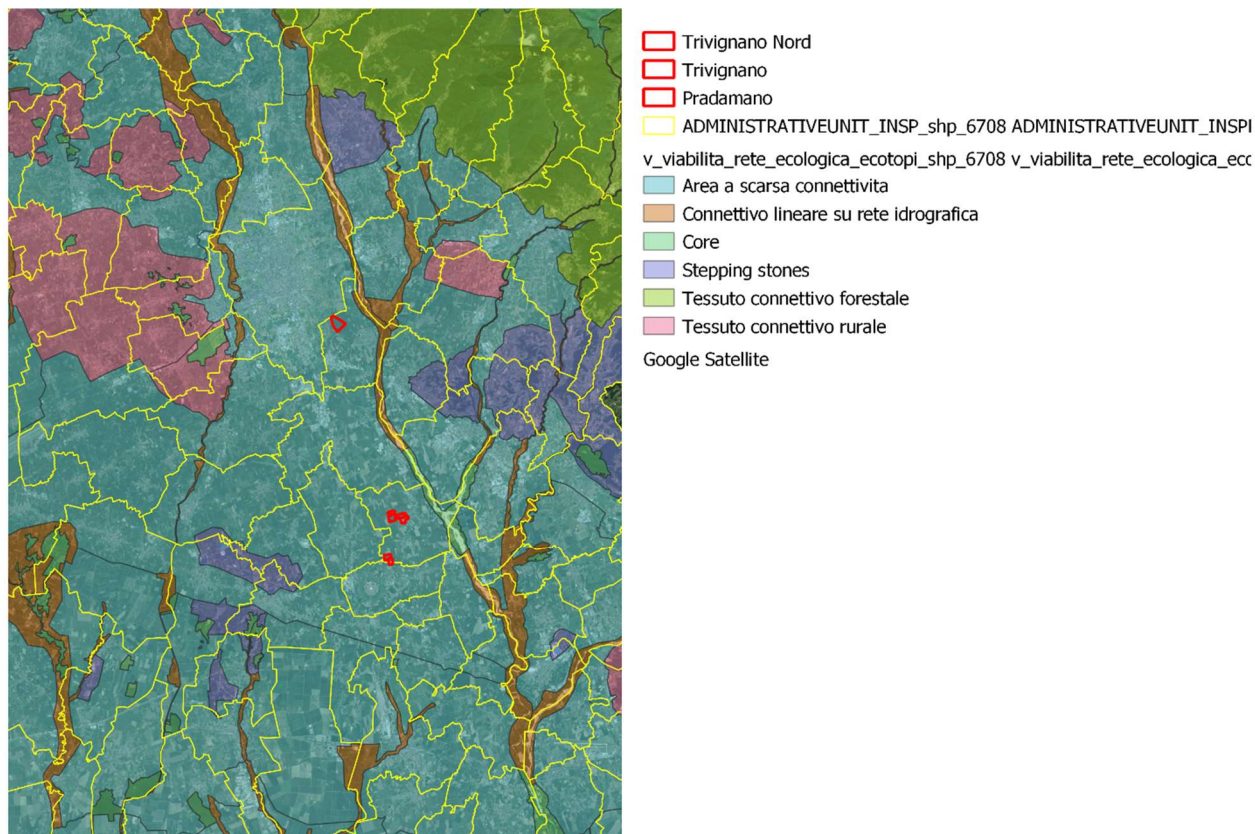 Trivignano Nord
Trivignano
Pradamano
ADMINISTRATIVEUNIT_INSP_shp_6708 ADMINISTRATIVEUNIT_INSPI
v_viabilita_rete_ecologica_ecotopi_shp_6708 v_viabilita_rete_ecologica_ecc
Area a scarsa connettivita
Connettivo lineare su rete idrografica
Core
Stepping stones
Tessuto connettivo forestale
Tessuto connettivo rurale
Google Satellite